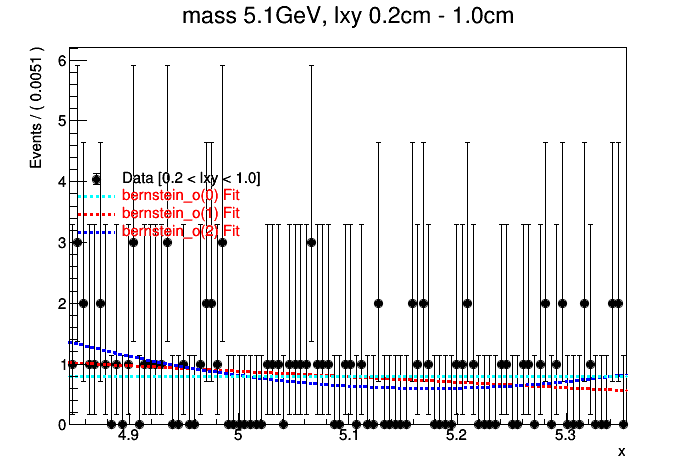 mass 5.1GeV, lxy 0.2cm - 1.0cm
Events / ( 0.0051 )
6
5
4
3
2
1
0
Data [0.2 < lxy < 1.0]
bernstein_o(0) Fit
bernstein_o(1) Fit
bernstein_o(2) Fit
4.9 5 5.1 5.2 5.3
x